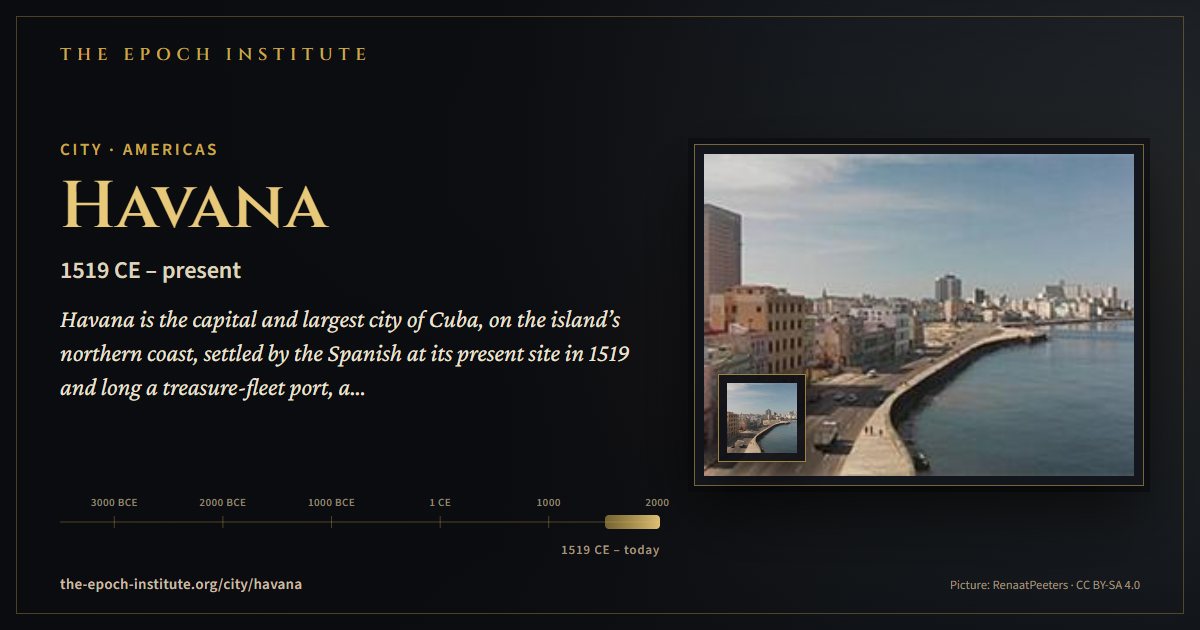 THE EPOCH INSTITUTE
CITY · AMERICAS
HAVANA
1519 CE – present
Havana is the capital and largest city of Cuba, on the island’s
northern coast, settled by the Spanish at its present site in 1519
and long a treasure-fleet port, a...
3000 BCE 2000 BCE 1000 BCE 1 CE 1000 2000
1519 CE – today
the-epoch-institute.org/city/havana
Picture: RenaatPeeters · CC BY-SA 4.0